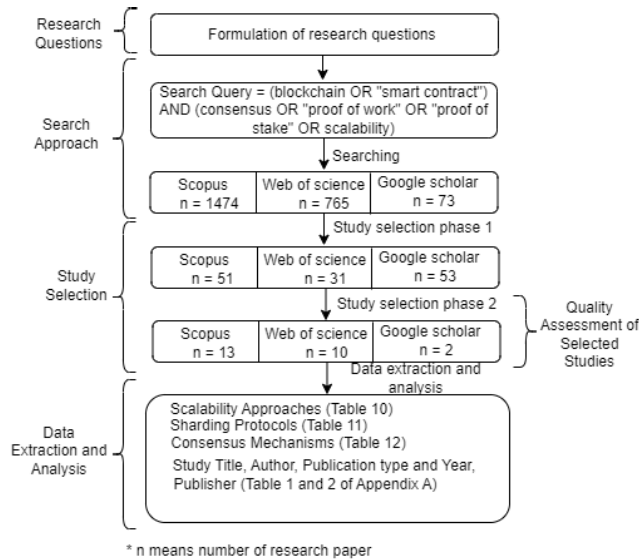 Research
Questions
Formulation of research questions
Search
Approach
Search Query = (blockchain OR "smart contract")
AND (consensus OR "proof of work" OR "proof of
stake" OR scalability)
Searching
Scopus
n = 1474
Web of science
n = 765
Google scholar
n = 73
Study selection phase 1
Study
Selection
Scopus
n = 51
Web of science
n = 31
Google scholar
n = 53
Study selection phase 2
Quality
Assessment of
Selected
Studies
Scopus
n = 13
Web of science
n = 10
Google scholar
n = 2
Data extraction and
analysis
Data
Extraction and
Analysis
Scalability Approaches (Table 10)
Sharding Protocols (Table 11)
Consensus Mechanisms (Table 12)
Study Title, Author, Publication type and Year,
Publisher (Table 1 and 2 of Appendix A)
* n means number of research paper